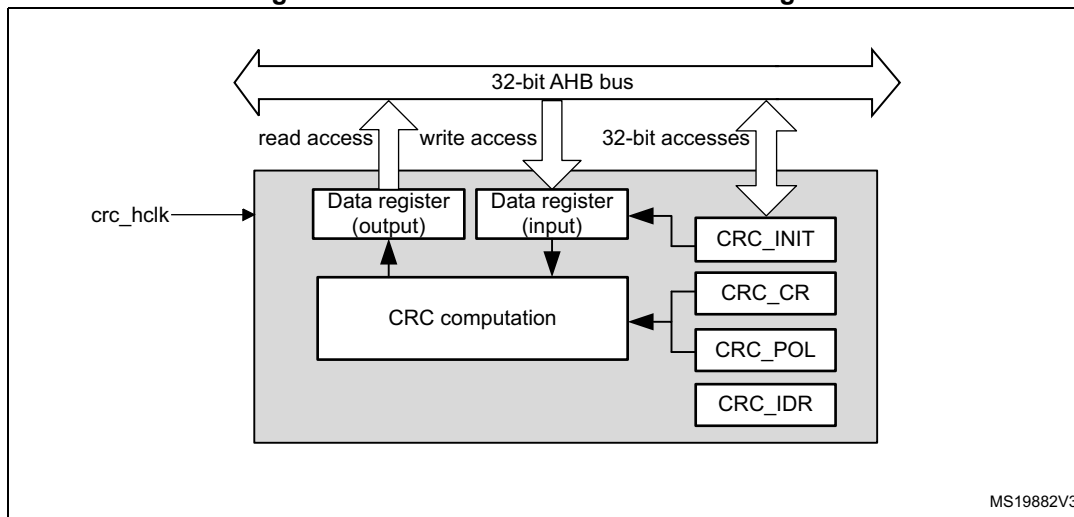 32-bit AHB bus
read access
write access
32-bit accesses
crc_hclk
Data register
(output)
Data register
(input)
CRC_INIT
CRC computation
CRC_CR
CRC_POL
CRC_IDR
MS19882V3